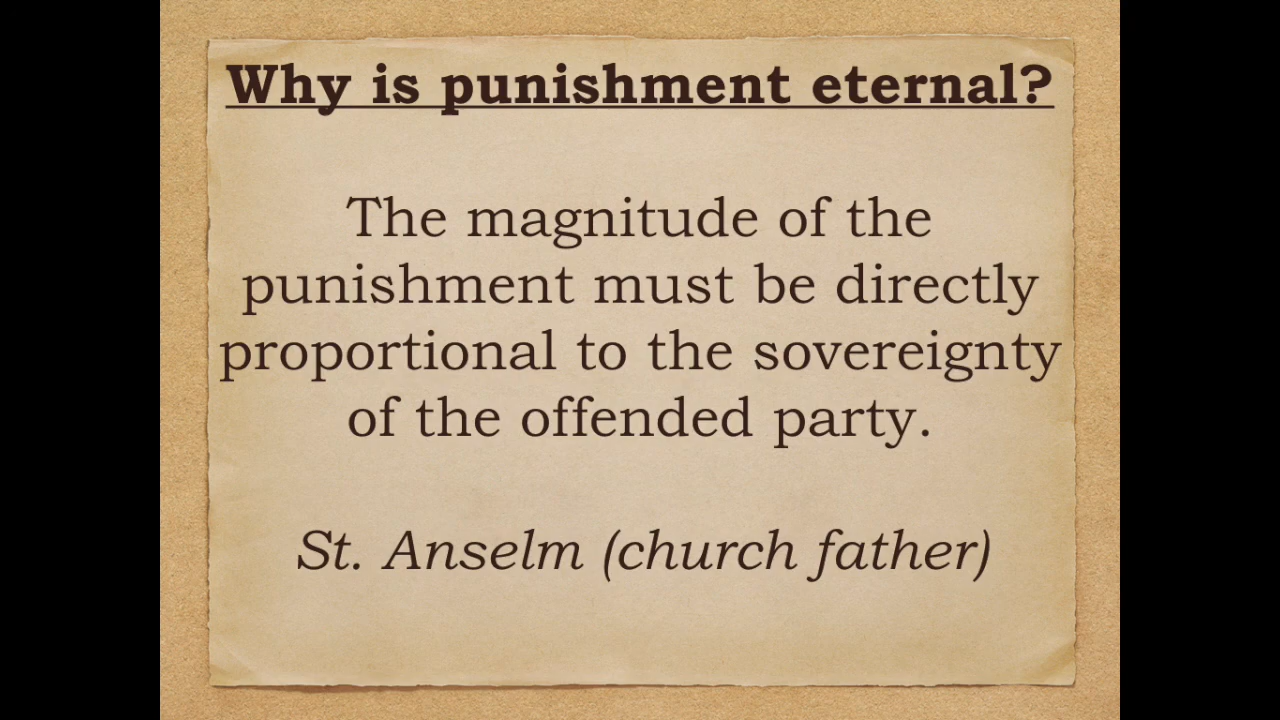 Why is punishment eternal?
The magnitude of the
punishment must be directly
proportional to the sovereignty
of the offended party.
St. Anselm (church father)